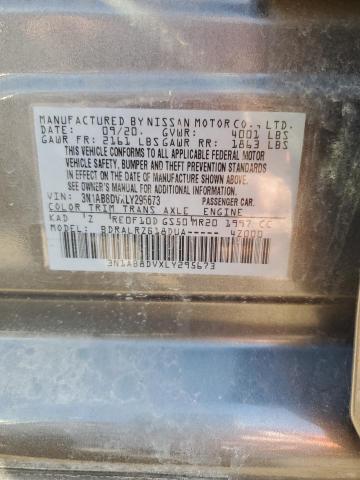 MANUFACTURED BY NISSAN MOTOR CO., LTD.
DATE: 09/20. GVWR: 4001 LBS
GAWR FR: 2161 LBS GAWR RR: 1863 LBS
THIS VEHICLE CONFORMS TO ALL APPLICABLE FEDERAL MOTOR
VEHICLE SAFETY, BUMPER AND THEFT PREVENTION STANDARDS
IN EFFECT ON THE DATE OF MANUFACTURE SHOWN ABOVE.
SEE OWNER'S MANUAL FOR ADDITIONAL INFORMATION.
VIN: 3N1AB8DVXLY295673 PASSENGER CAR.
COLOR TRIM TRANS AXLE ENGINE
KAD Z RE0F10D GS50 MR20 1997 CC
MODEL: BDRALRZG18DUA----- 4Z000
3N1AB8DVXLY295673